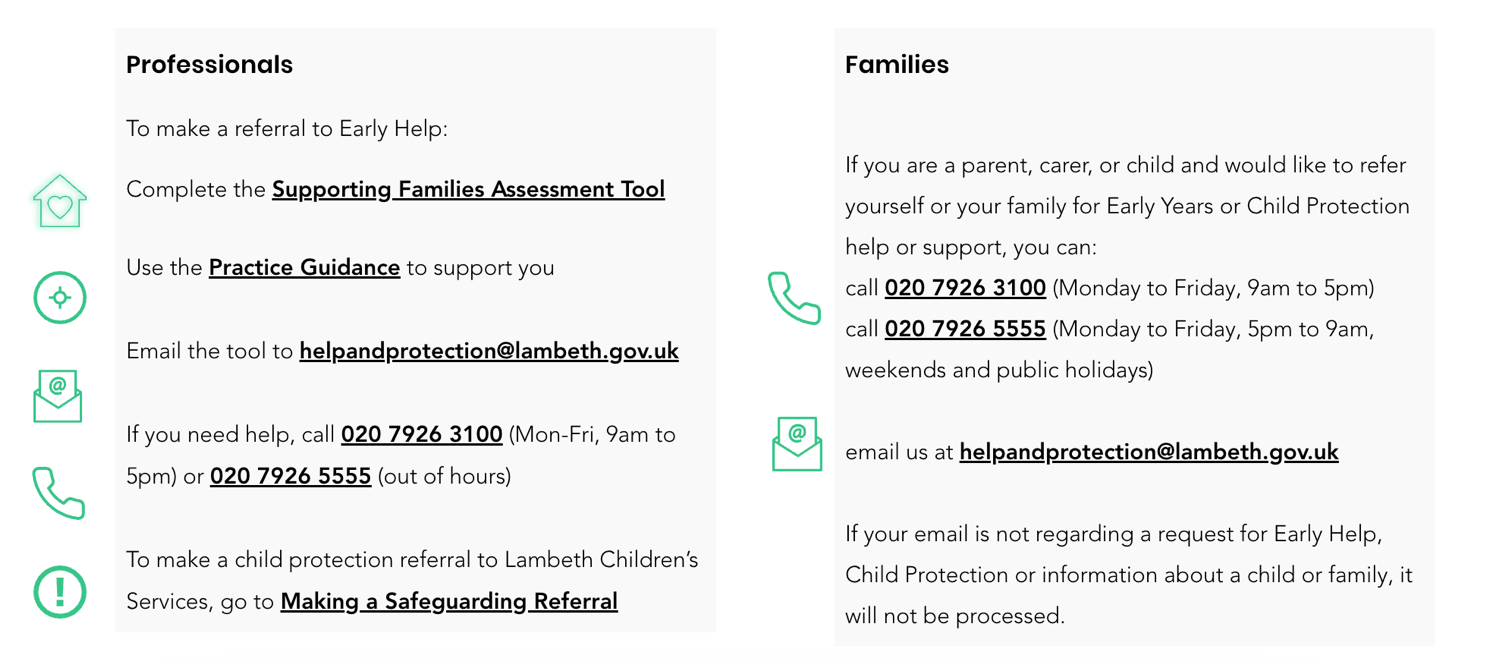 Professionals
To make a referral to Early Help:
Complete the Supporting Families Assessment Tool
Use the Practice Guidance to support you
Email the tool to helpandprotection@lambeth.gov.uk
If you need help, call 020 7926 3100 (Mon-Fri, 9am to
5pm) or 020 7926 5555 (out of hours)
To make a child protection referral to Lambeth Children’s
Services, go to Making a Safeguarding Referral
Families
If you are a parent, carer, or child and would like to refer
yourself or your family for Early Years or Child Protection
help or support, you can:
call 020 7926 3100 (Monday to Friday, 9am to 5pm)
call 020 7926 5555 (Monday to Friday, 5pm to 9am,
weekends and public holidays)
email us at helpandprotection@lambeth.gov.uk
If your email is not regarding a request for Early Help,
Child Protection or information about a child or family, it
will not be processed.